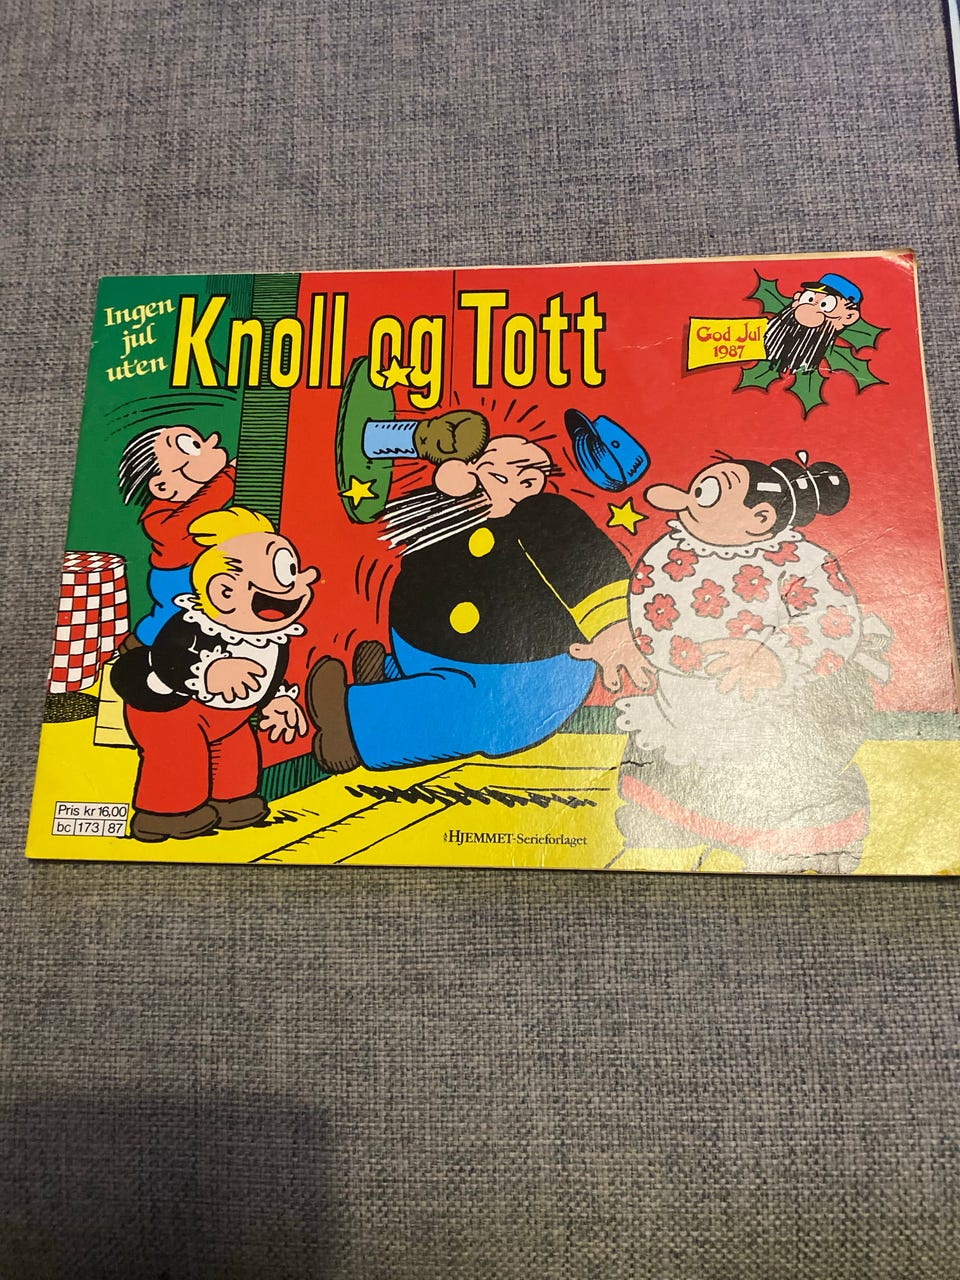 Ingen
jul
uten
Knoll og Tott
God Jul
1987
Pris kr 16,00
bc 173 87
HJEMMET-Serieforlaget